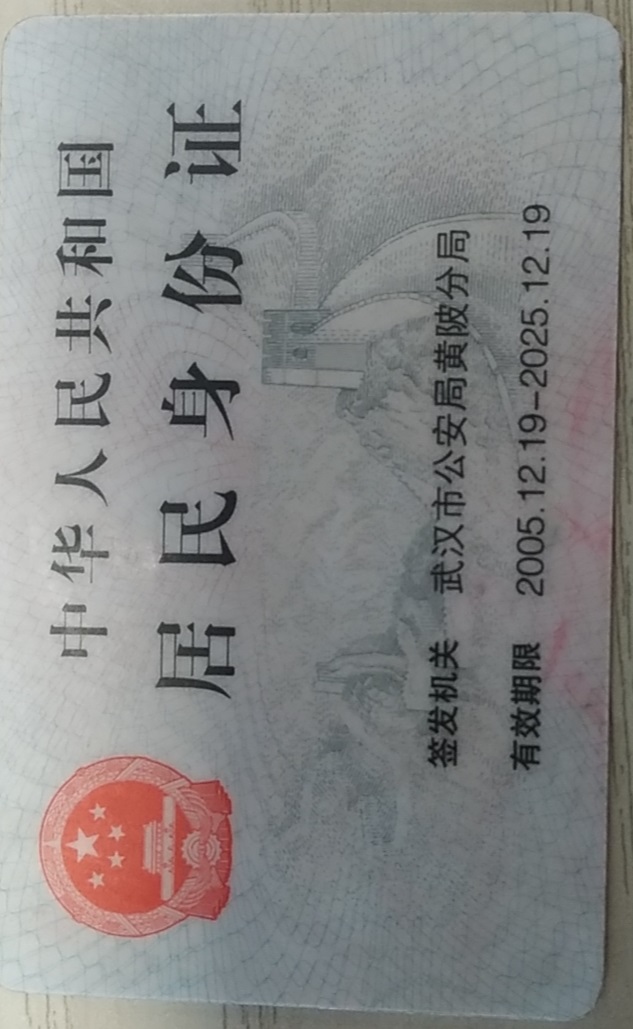 中华人民共和国
居民身份证
签发机关 武汉市公安局黄陂分局
有效期限 2005.12.19-2025.12.19